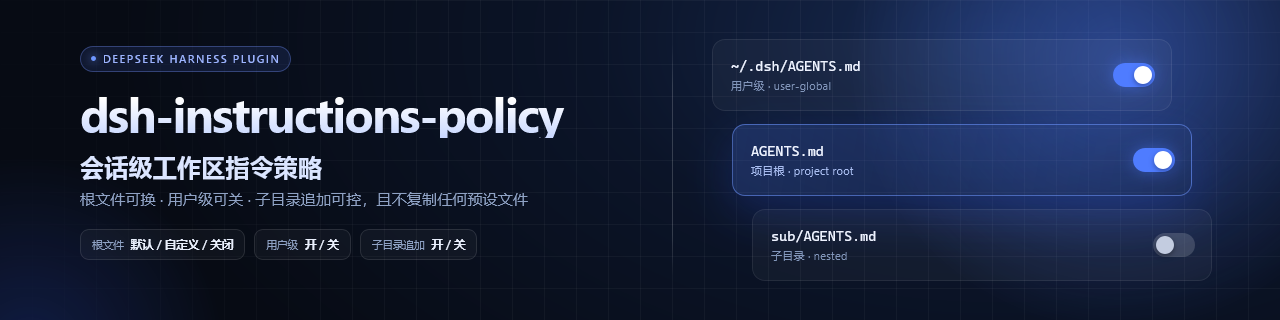 DEEPSEEK HARNESS PLUGIN
dsh-instructions-policy
会话级工作区指令策略
根文件可换 · 用户级可关 · 子目录追加可控，且不复制任何预设文件
根文件 默认 / 自定义 / 关闭
用户级 开 / 关
子目录追加 开 / 关
~/.dsh/AGENTS.md
用户级 · user-global
AGENTS.md
项目根 · project root
sub/AGENTS.md
子目录 · nested